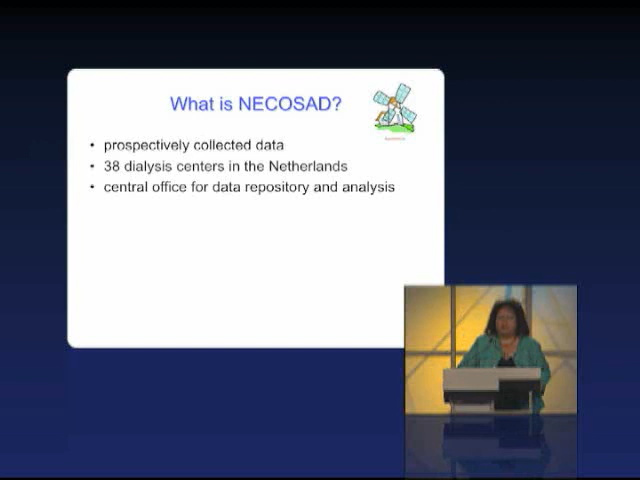 What is NECOSAD?
• prospectively collected data
• 38 dialysis centers in the Netherlands
• central office for data repository and analysis